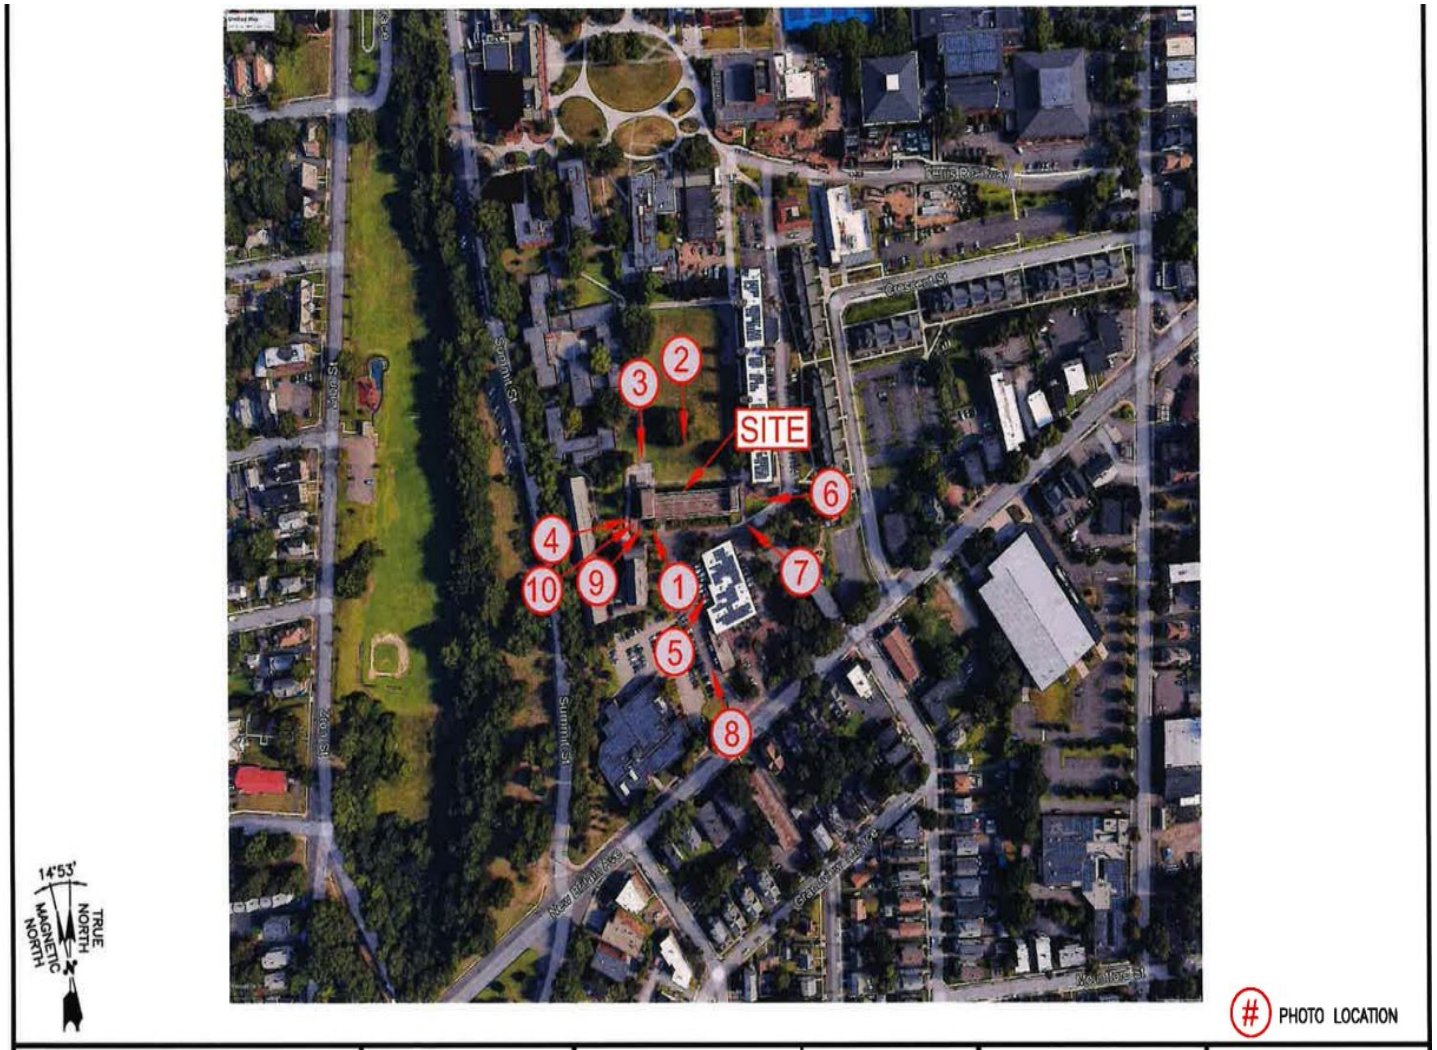 Summit St
Crescent St
3
2
SITE
6
4
10
9
1
7
5
8
Summit St
New Britain Ave
14°53'
TRUE
NORTH
MAGNETIC
NORTH
# PHOTO LOCATION